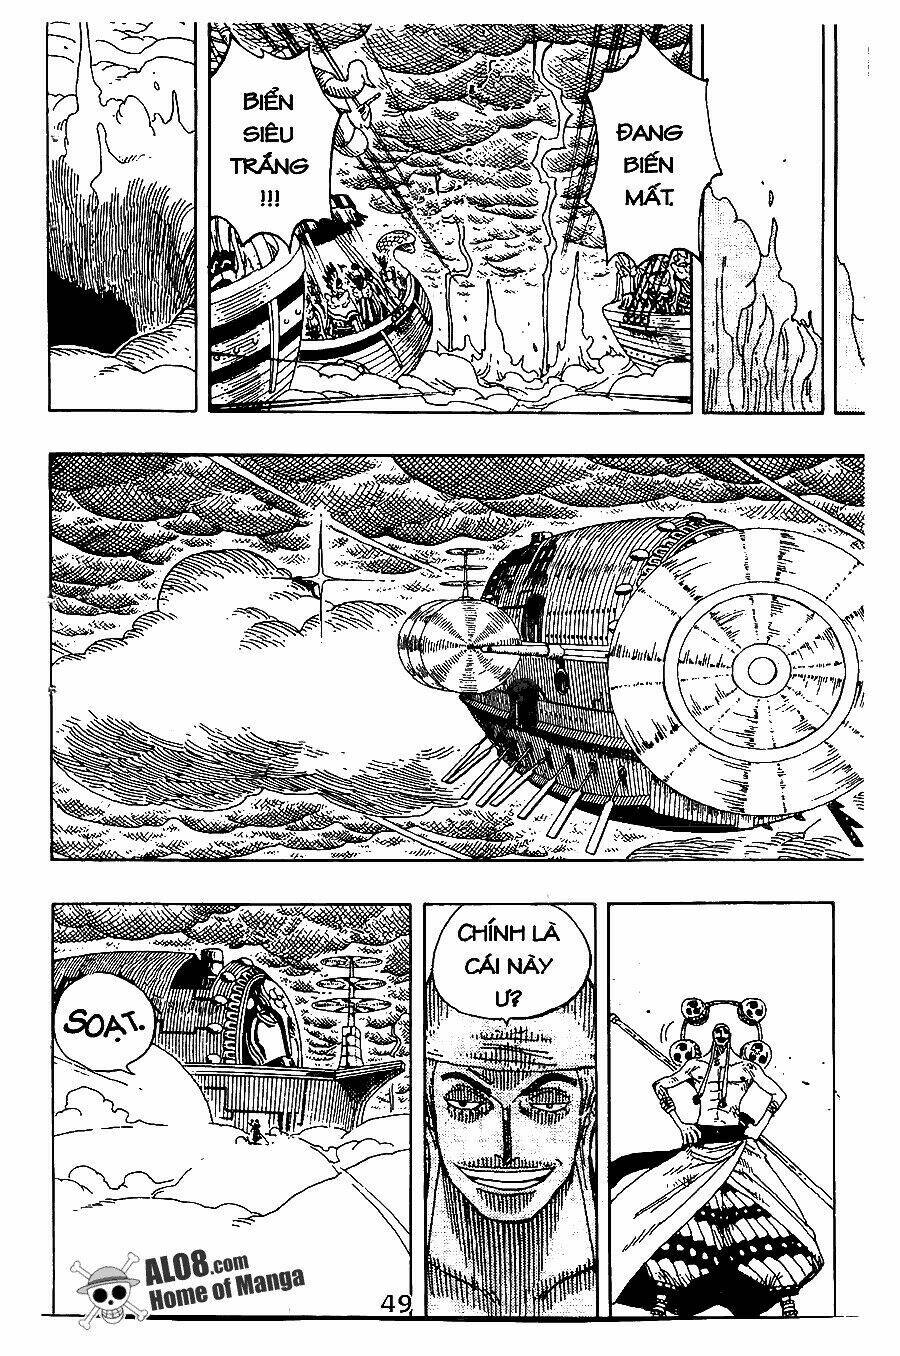 BIỂN
SIÊU
TRẮNG
!!!
ĐANG
BIẾN
MẤT.
SOẠT.
CHÍNH LÀ
CÁI NÀY
Ư?
ALO8.com
Home of Manga
49